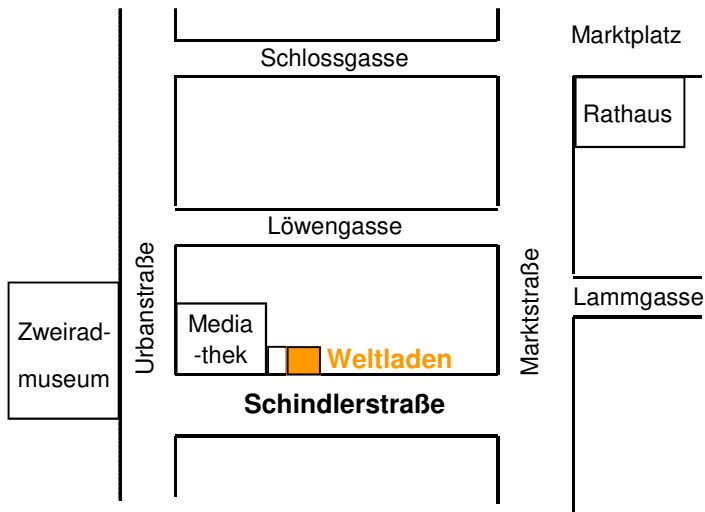 Marktplatz
Schlossgasse
Rathaus
Löwengasse
Urbanstraße
Marktstraße
Lammgasse
Zweirad-
museum
Media
-thek
Weltladen
Schindlerstraße